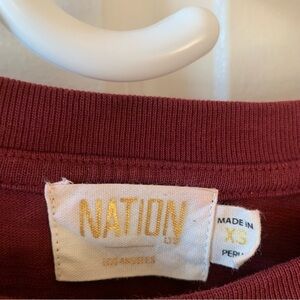 NATION
LTD
LOS ANGELES
MADE IN
XS
PERU